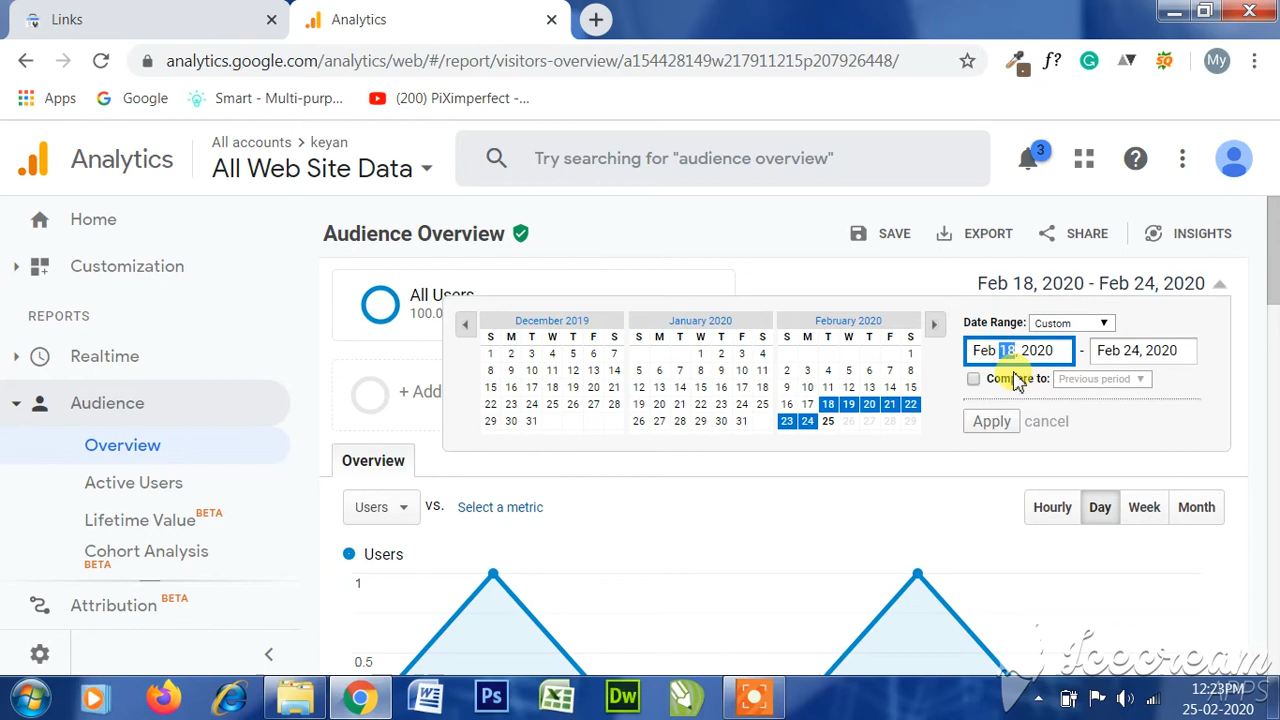 Links
Analytics
analytics.google.com/analytics/web/#/report/visitors-overview/a154428149w217911215p207926448/
f?
My
Apps
Google
Smart - Multi-purp...
(200) PiXimperfect -...
Analytics
All accounts > keyan
All Web Site Data
Try searching for "audience overview"
3
Home
Customization
REPORTS
Realtime
Audience
Overview
Active Users
Lifetime Value BETA
Cohort Analysis
BETA
Attribution BETA
Audience Overview
SAVE
EXPORT
SHARE
INSIGHTS
All Users
100.0
+ Add
Feb 18, 2020 - Feb 24, 2020
December 2019
S M T W T F S
1 2 3 4 5 6 7
8 9 10 11 12 13 14
15 16 17 18 19 20 21
22 23 24 25 26 27 28
29 30 31
January 2020
S M T W T F S
1 2 3 4
5 6 7 8 9 10 11
12 13 14 15 16 17 18
19 20 21 22 23 24 25
26 27 28 29 30 31
February 2020
S M T W T F S
1
2 3 4 5 6 7 8
9 10 11 12 13 14 15
16 17 18 19 20 21 22
23 24 25 26 27 28 29
Date Range: Custom
Feb 18, 2020 - Feb 24, 2020
Compare to: Previous period
Apply cancel
Overview
Users
VS.
Select a metric
Hourly
Day
Week
Month
Users
1
0.5
Icecream
APPS
W
Ps
Dw
12:23PM
25-02-2020